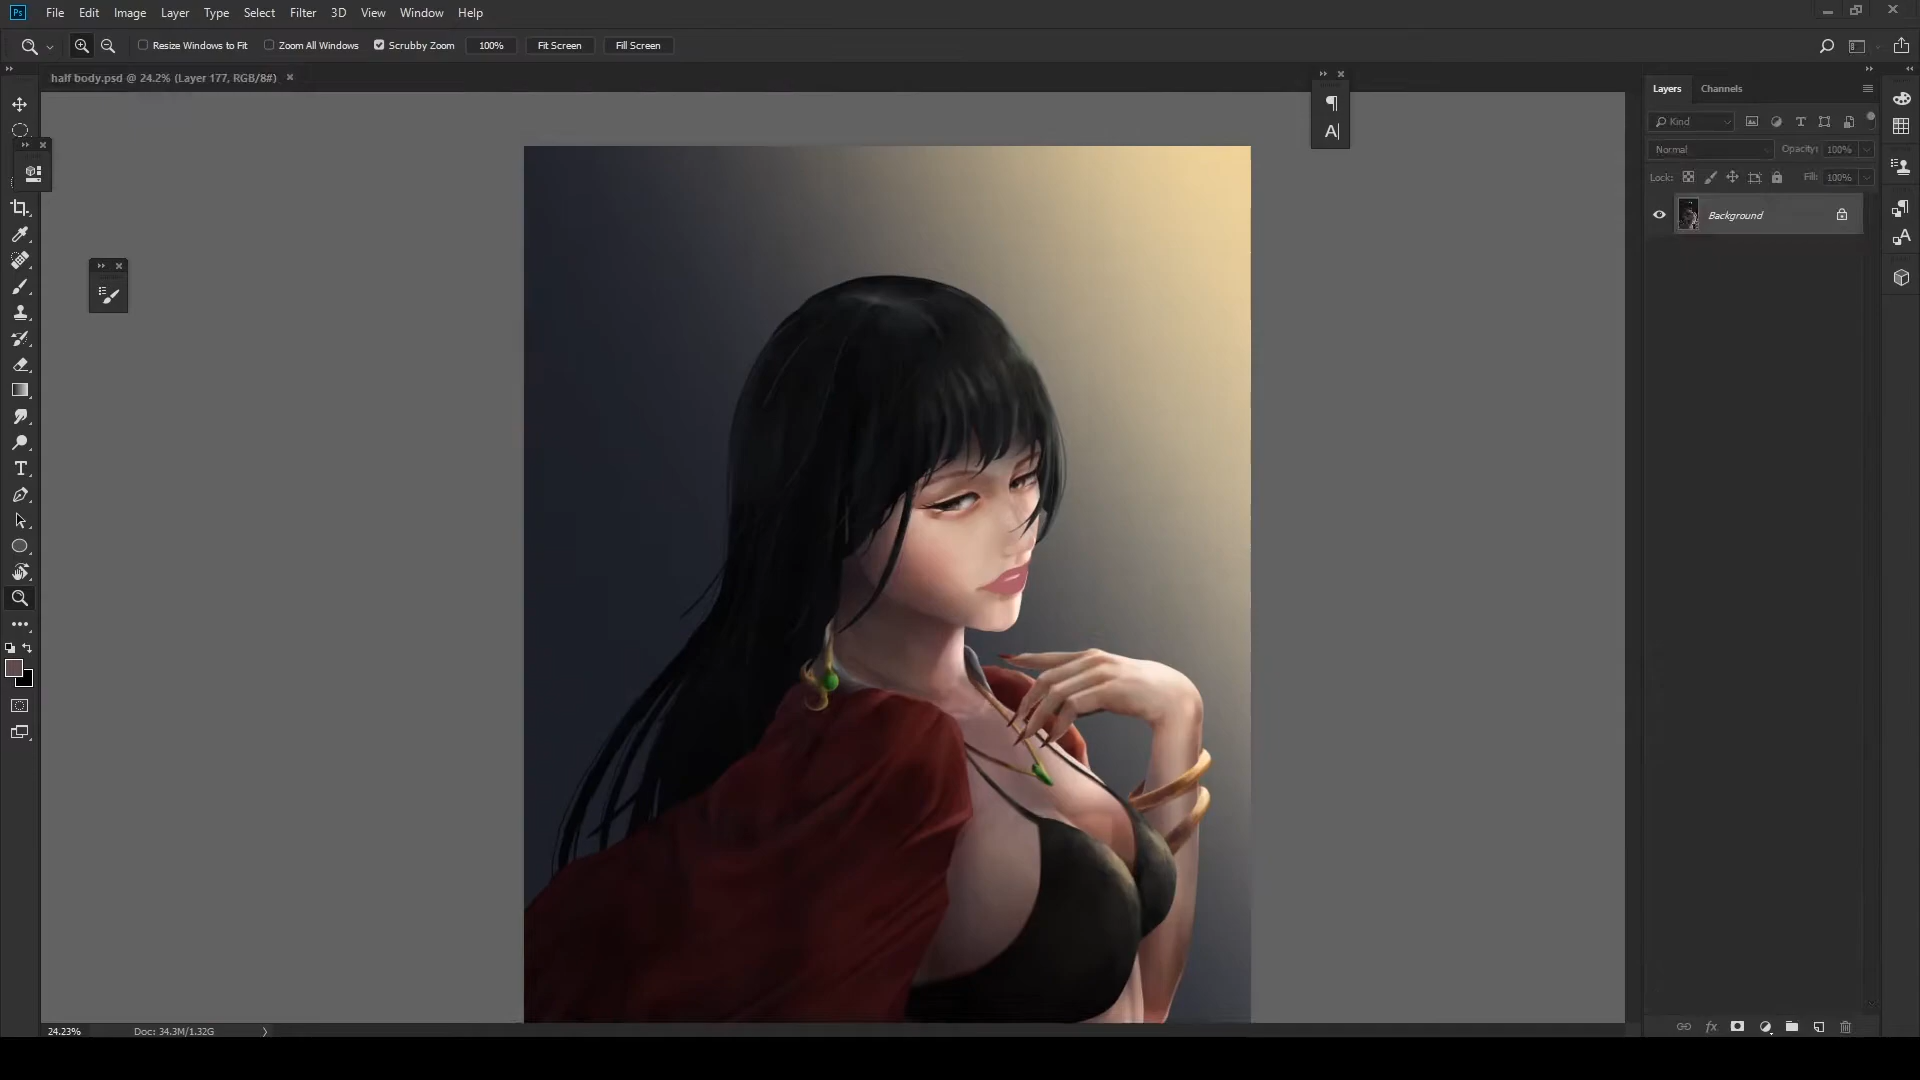 Ps File Edit Image Layer Type Select Filter 3D View Window Help
Resize Windows to Fit Zoom All Windows Scrubby Zoom 100% Fit Screen Fill Screen
half body.psd @ 24.2% (Layer 177, RGB/8#)
Layers Channels
Kind
Normal Opacity: 100%
Lock: Fill: 100%
Background
24.23% Doc: 34.3M/1.32G